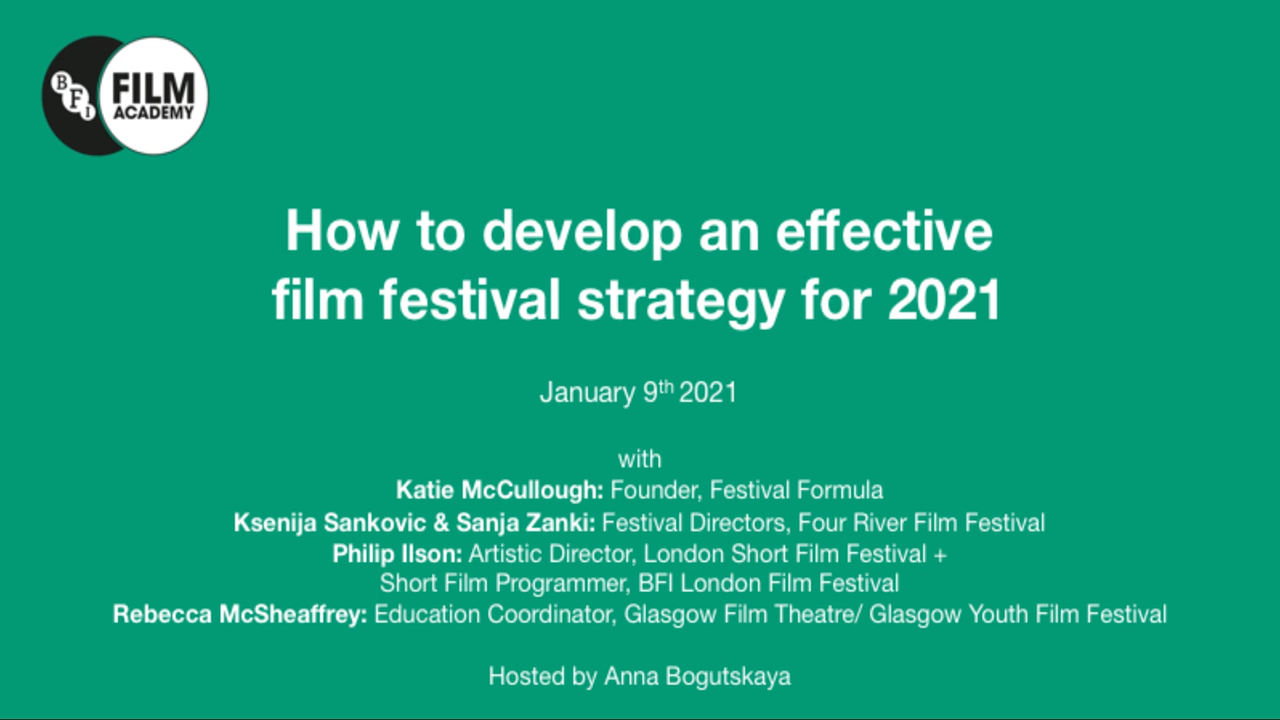 BFI
FILM
ACADEMY
How to develop an effective
film festival strategy for 2021
January 9th 2021
with
Katie McCullough: Founder, Festival Formula
Ksenija Sankovic & Sanja Zanki: Festival Directors, Four River Film Festival
Philip Ilson: Artistic Director, London Short Film Festival +
Short Film Programmer, BFI London Film Festival
Rebecca McSheaffrey: Education Coordinator, Glasgow Film Theatre/ Glasgow Youth Film Festival
Hosted by Anna Bogutskaya